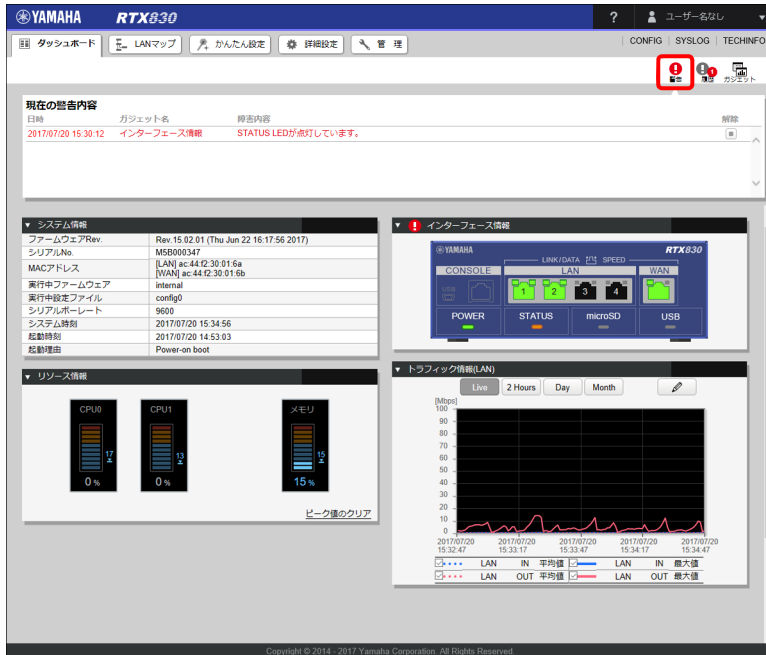 YAMAHA RTX830 ? ユーザー名なし
ダッシュボード LANマップ かんたん設定 詳細設定 管 理 CONFIG SYSLOG TECHINFO
警告 履歴 1 ガジェット
現在の警告内容
日時 ガジェット名 障害内容 解除
2017/07/20 15:30:12 インターフェース情報 STATUS LEDが点灯しています。
システム情報
ファームウェアRev. Rev.15.02.01 (Thu Jun 22 16:17:56 2017)
シリアルNo. M5B000347
MACアドレス [LAN] ac:44:f2:30:01:6a
[WAN] ac:44:f2:30:01:6b
実行中ファームウェア internal
実行中設定ファイル config0
シリアルボーレート 9600
システム時刻 2017/07/20 15:34:56
起動時刻 2017/07/20 14:53:03
起動理由 Power-on boot
リソース情報
CPU0 CPU1 メモリ
17 13 15
0 % 0 % 15 %
ピーク値のクリア
インターフェース情報
YAMAHA RTX830
LINK/DATA SPEED
CONSOLE LAN WAN
USB 1 2 3 4
POWER STATUS microSD USB
トラフィック情報(LAN)
Live 2 Hours Day Month
[Mbps]
100
90
80
70
60
50
40
30
20
10
0
2017/07/20 2017/07/20 2017/07/20 2017/07/20 2017/07/20
15:32:47 15:33:17 15:33:47 15:34:17 15:34:47
LAN IN 平均値 LAN IN 最大値
LAN OUT 平均値 LAN OUT 最大値
Copyright © 2014 - 2017 Yamaha Corporation. All Rights Reserved.